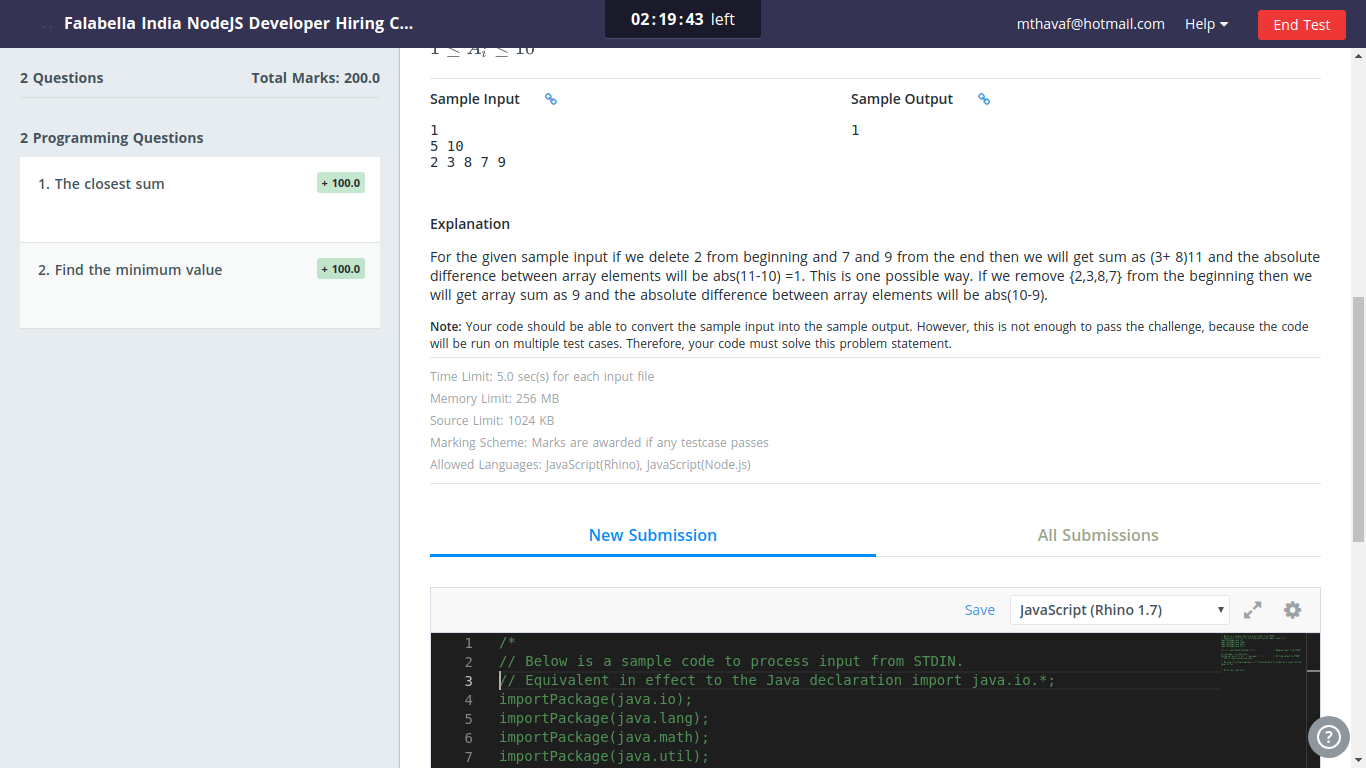 Falabella India NodeJS Developer Hiring C...
02:19:43 left
mthavaf@hotmail.com Help End Test
2 Questions Total Marks: 200.0
2 Programming Questions
1. The closest sum + 100.0
2. Find the minimum value + 100.0
Sample Input Sample Output
1 1
5 10
2 3 8 7 9
Explanation
For the given sample input if we delete 2 from beginning and 7 and 9 from the end then we will get sum as (3+ 8)11 and the absolute
difference between array elements will be abs(11-10) =1. This is one possible way. If we remove {2,3,8,7} from the beginning then we
will get array sum as 9 and the absolute difference between array elements will be abs(10-9).
Note: Your code should be able to convert the sample input into the sample output. However, this is not enough to pass the challenge, because the code
will be run on multiple test cases. Therefore, your code must solve this problem statement.
Time Limit: 5.0 sec(s) for each input file
Memory Limit: 256 MB
Source Limit: 1024 KB
Marking Scheme: Marks are awarded if any testcase passes
Allowed Languages: JavaScript(Rhino), JavaScript(Node.js)
New Submission All Submissions
Save JavaScript (Rhino 1.7)
1 /*
2 // Below is a sample code to process input from STDIN.
3 // Equivalent in effect to the Java declaration import java.io.*;
4 importPackage(java.io);
5 importPackage(java.lang);
6 importPackage(java.math);
7 importPackage(java.util);